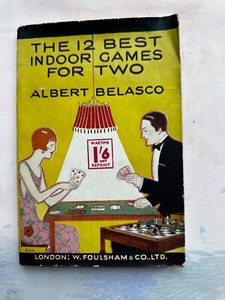 THE 12 BEST
INDOOR GAMES
FOR TWO
ALBERT BELASCO
WARTIME
1'6
NET
REPRINT
LONDON: W. FOULSHAM & CO., LTD.